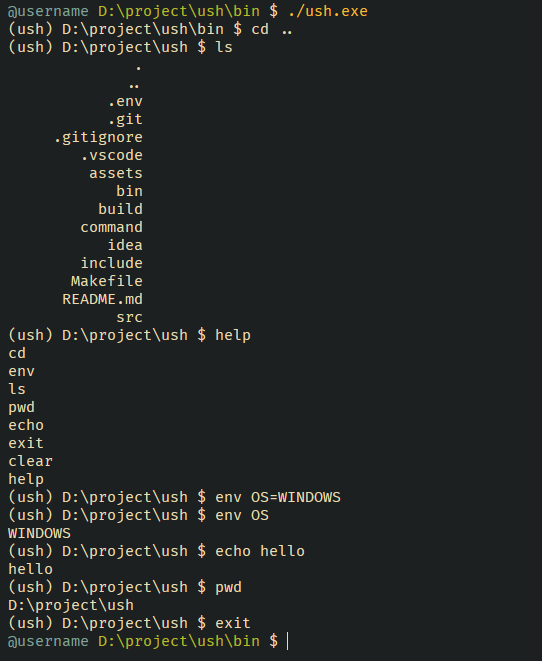 @username D:\project\ush\bin $ ./ush.exe
(ush) D:\project\ush\bin $ cd ..
(ush) D:\project\ush $ ls
.
..
.env
.git
.gitignore
.vscode
assets
bin
build
command
idea
include
Makefile
README.md
src
(ush) D:\project\ush $ help
cd
env
ls
pwd
echo
exit
clear
help
(ush) D:\project\ush $ env OS=WINDOWS
(ush) D:\project\ush $ env OS
WINDOWS
(ush) D:\project\ush $ echo hello
hello
(ush) D:\project\ush $ pwd
D:\project\ush
(ush) D:\project\ush $ exit
@username D:\project\ush\bin $